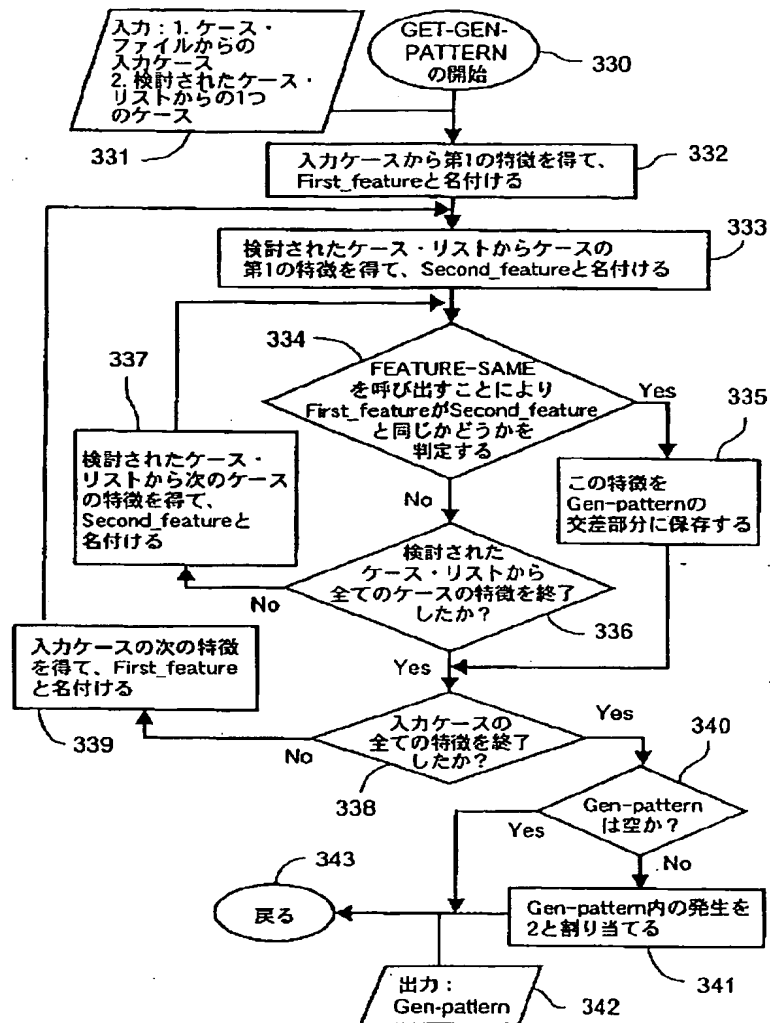 入力：1. ケース・
ファイルからの
入力ケース
2. 検討されたケース・
リストからの1つ
のケース
331
GET-GEN-
PATTERN
の開始
330
入力ケースから第1の特徴を得て、
First_featureと名付ける
332
検討されたケース・リストからケースの
第1の特徴を得て、Second_featureと名付ける
333
334
FEATURE-SAME
を呼び出すことにより
First_featureがSecond_feature
と同じかどうかを
判定する
Yes
No
337
検討されたケース・
リストから次のケース
の特徴を得て、
Second_featureと
名付ける
335
この特徴を
Gen-patternの
交差部分に保存する
検討された
ケース・リストから
全てのケースの特徴を終了
したか？
336
No
Yes
入力ケースの次の特徴
を得て、First_feature
と名付ける
339
入力ケースの
全ての特徴を終了
したか？
338
No
Yes
340
Gen-pattern
は空か？
Yes
No
343
戻る
Gen-pattern内の発生を
2と割り当てる
341
出力：
Gen-pattern
342